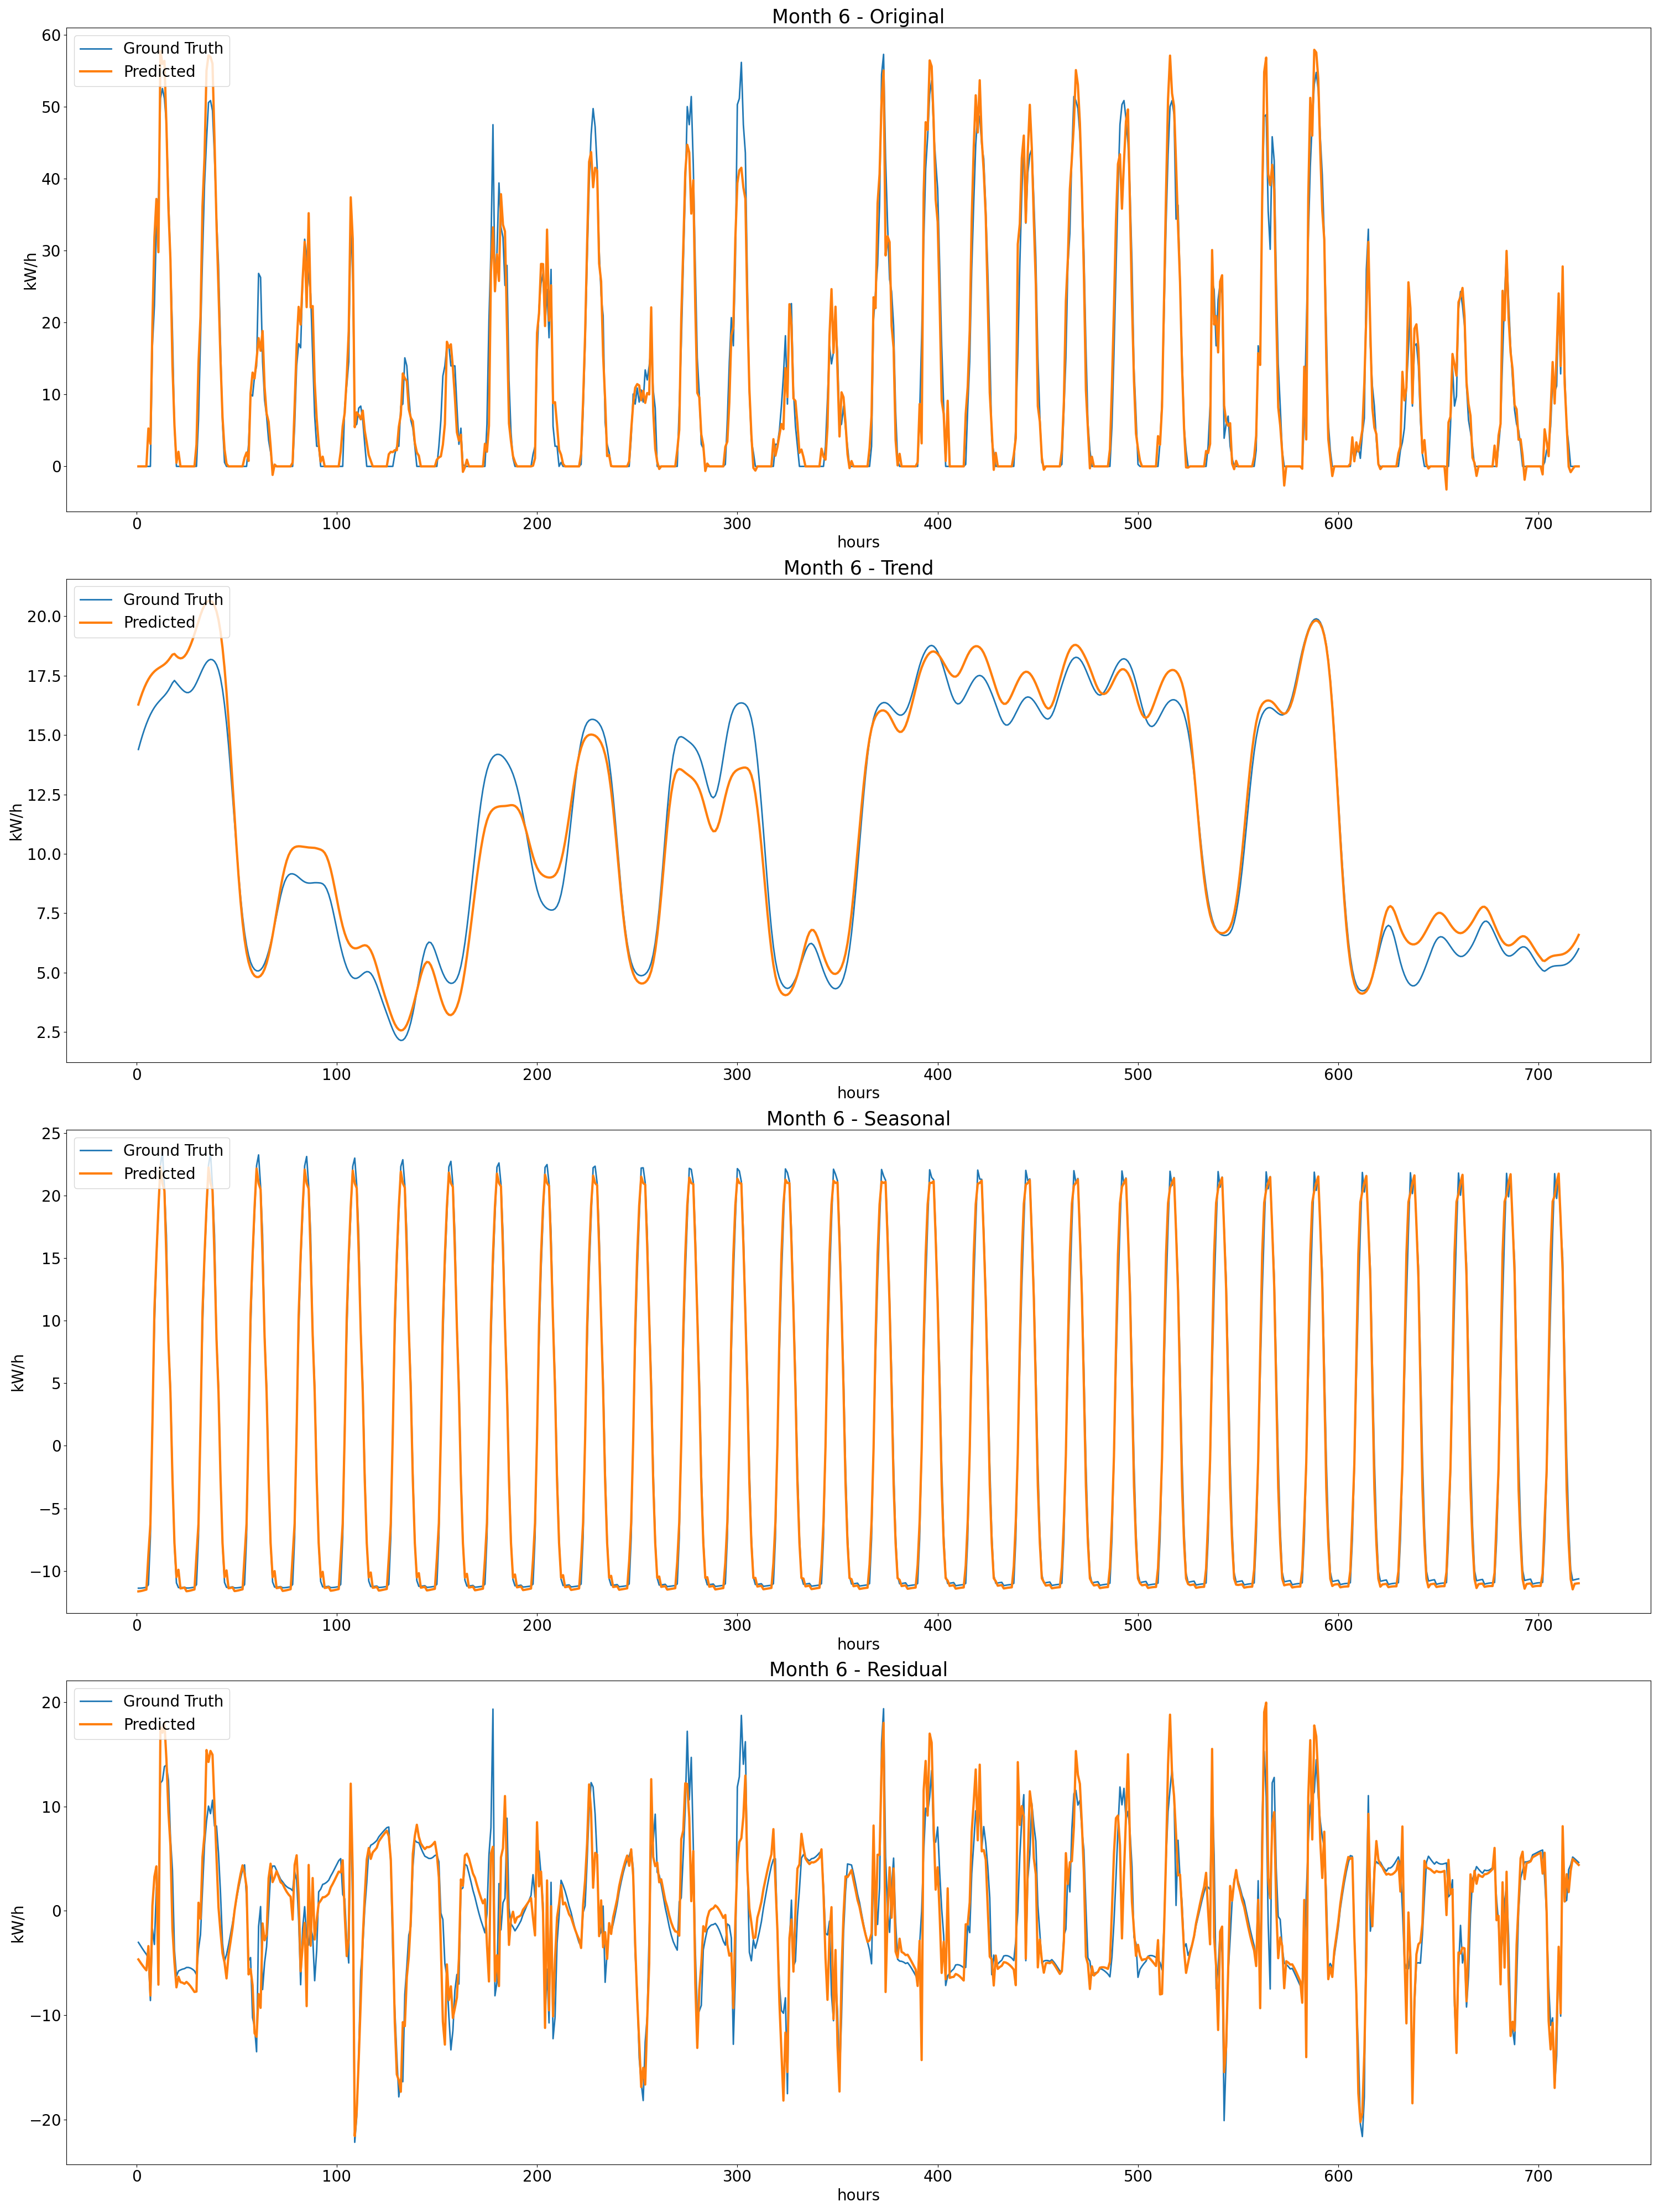 Month 6 - Original
Ground Truth
Predicted
60
50
40
30
20
10
0
kW/h
0 100 200 300 400 500 600 700
hours
Month 6 - Trend
Ground Truth
Predicted
20.0
17.5
15.0
12.5
10.0
7.5
5.0
2.5
kW/h
0 100 200 300 400 500 600 700
hours
Month 6 - Seasonal
Ground Truth
Predicted
25
20
15
10
5
0
−5
−10
kW/h
0 100 200 300 400 500 600 700
hours
Month 6 - Residual
Ground Truth
Predicted
20
10
0
−10
−20
kW/h
0 100 200 300 400 500 600 700
hours